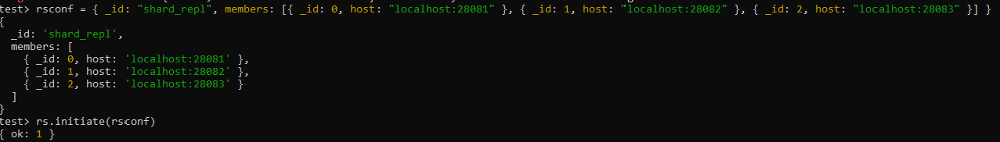 test> rsconf = { _id: "shard_repl", members: [{ _id: 0, host: "localhost:28081" }, { _id: 1, host: "localhost:28082" }, { _id: 2, host: "localhost:28083" }] }
{
  _id: 'shard_repl',
  members: [
    { _id: 0, host: 'localhost:28081' },
    { _id: 1, host: 'localhost:28082' },
    { _id: 2, host: 'localhost:28083' }
  ]
}
test> rs.initiate(rsconf)
{ ok: 1 }